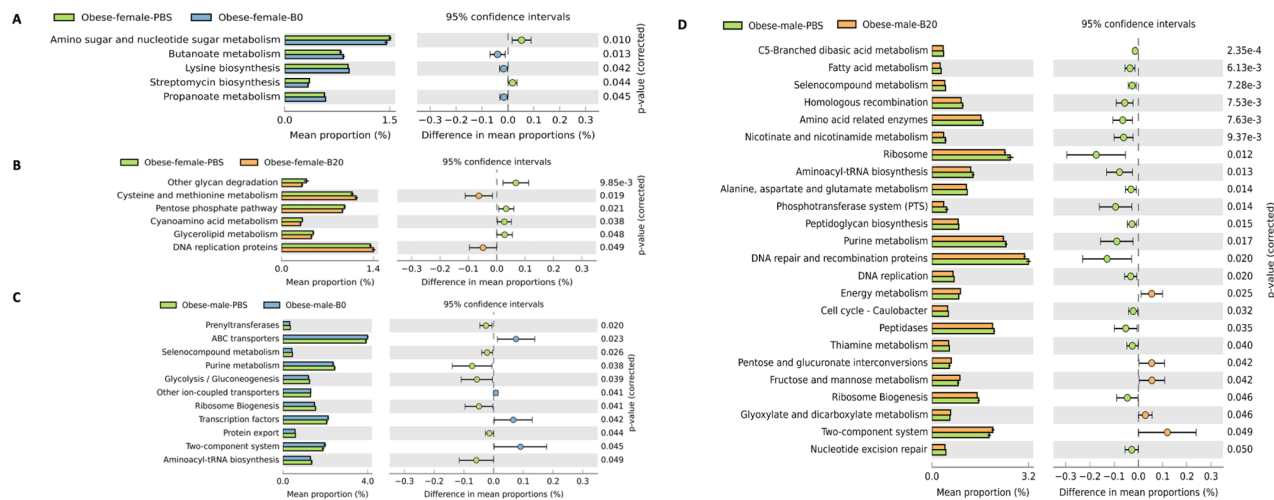 A
Obese-female-PBS Obese-female-B0 95% confidence intervals
Amino sugar and nucleotide sugar metabolism 0.010
Butanoate metabolism 0.013
Lysine biosynthesis 0.042
Streptomycin biosynthesis 0.044
Propanoate metabolism 0.045
p-value (corrected)
0.0 1.5 −0.3 −0.2 −0.1 0.0 0.1 0.2 0.3
Mean proportion (%) Difference in mean proportions (%)
B
Obese-female-PBS Obese-female-B20 95% confidence intervals
Other glycan degradation 9.85e-3
Cysteine and methionine metabolism 0.019
Pentose phosphate pathway 0.021
Cyanoamino acid metabolism 0.038
Glycerolipid metabolism 0.048
DNA replication proteins 0.049
p-value (corrected)
0.0 1.4 −0.3 −0.2 −0.1 0.0 0.1 0.2 0.3
Mean proportion (%) Difference in mean proportions (%)
C
Obese-male-PBS Obese-male-B0 95% confidence intervals
Prenyltransferases 0.020
ABC transporters 0.023
Selenocompound metabolism 0.026
Purine metabolism 0.038
Glycolysis / Gluconeogenesis 0.039
Other ion-coupled transporters 0.041
Ribosome Biogenesis 0.041
Transcription factors 0.042
Protein export 0.044
Two-component system 0.045
Aminoacyl-tRNA biosynthesis 0.049
p-value (corrected)
0.0 4.0 −0.3 −0.2 −0.1 0.0 0.1 0.2 0.3
Mean proportion (%) Difference in mean proportions (%)
D
Obese-male-PBS Obese-male-B20 95% confidence intervals
C5-Branched dibasic acid metabolism 2.35e-4
Fatty acid metabolism 6.13e-3
Selenocompound metabolism 7.28e-3
Homologous recombination 7.53e-3
Amino acid related enzymes 7.63e-3
Nicotinate and nicotinamide metabolism 9.37e-3
Ribosome 0.012
Aminoacyl-tRNA biosynthesis 0.013
Alanine, aspartate and glutamate metabolism 0.014
Phosphotransferase system (PTS) 0.014
Peptidoglycan biosynthesis 0.015
Purine metabolism 0.017
DNA repair and recombination proteins 0.020
DNA replication 0.020
Energy metabolism 0.025
Cell cycle - Caulobacter 0.032
Peptidases 0.035
Thiamine metabolism 0.040
Pentose and glucuronate interconversions 0.042
Fructose and mannose metabolism 0.042
Ribosome Biogenesis 0.046
Glyoxylate and dicarboxylate metabolism 0.046
Two-component system 0.049
Nucleotide excision repair 0.050
p-value (corrected)
0.0 3.2 −0.3 −0.2 −0.1 0.0 0.1 0.2 0.3
Mean proportion (%) Difference in mean proportions (%)